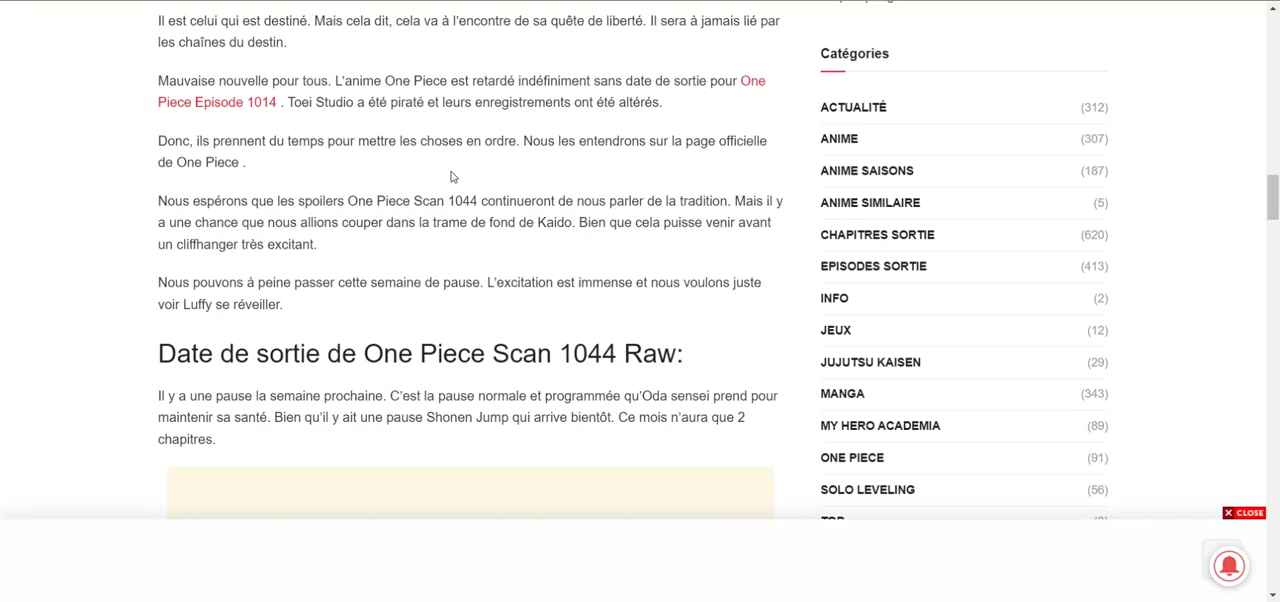 Il est celui qui est destiné. Mais cela dit, cela va à l’encontre de sa quête de liberté. Il sera à jamais lié par
les chaînes du destin.
Mauvaise nouvelle pour tous. L’anime One Piece est retardé indéfiniment sans date de sortie pour One
Piece Episode 1014 . Toei Studio a été piraté et leurs enregistrements ont été altérés.
Donc, ils prennent du temps pour mettre les choses en ordre. Nous les entendrons sur la page officielle
de One Piece .
Nous espérons que les spoilers One Piece Scan 1044 continueront de nous parler de la tradition. Mais il y
a une chance que nous allions couper dans la trame de fond de Kaido. Bien que cela puisse venir avant
un cliffhanger très excitant.
Nous pouvons à peine passer cette semaine de pause. L’excitation est immense et nous voulons juste
voir Luffy se réveiller.
Date de sortie de One Piece Scan 1044 Raw:
Il y a une pause la semaine prochaine. C’est la pause normale et programmée qu’Oda sensei prend pour
maintenir sa santé. Bien qu’il y ait une pause Shonen Jump qui arrive bientôt. Ce mois n’aura que 2
chapitres.
Catégories
ACTUALITÉ (312)
ANIME (307)
ANIME SAISONS (187)
ANIME SIMILAIRE (5)
CHAPITRES SORTIE (620)
EPISODES SORTIE (413)
INFO (2)
JEUX (12)
JUJUTSU KAISEN (29)
MANGA (343)
MY HERO ACADEMIA (89)
ONE PIECE (91)
SOLO LEVELING (56)
CLOSE